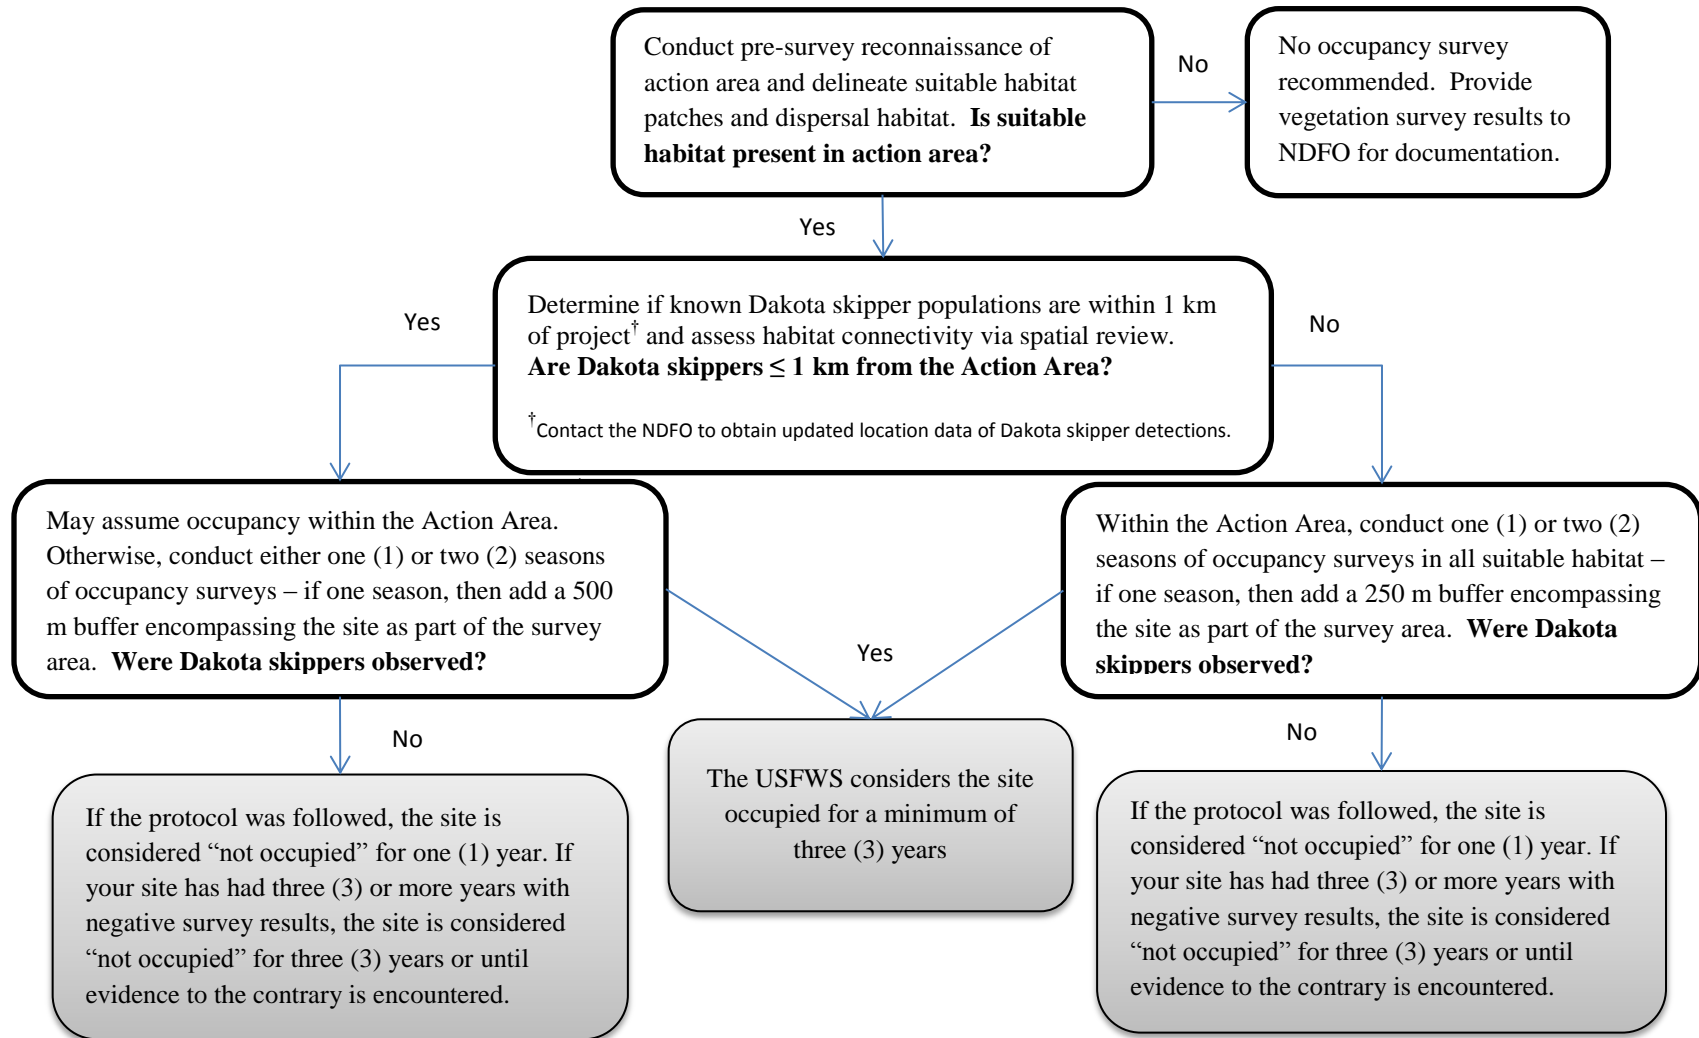 Conduct pre-survey reconnaissance of
action area and delineate suitable habitat
patches and dispersal habitat.  Is suitable
habitat present in action area?
No
No occupancy survey
recommended.  Provide
vegetation survey results to
NDFO for documentation.
Yes
Determine if known Dakota skipper populations are within 1 km
of project† and assess habitat connectivity via spatial review.
Are Dakota skippers ≤ 1 km from the Action Area?
†Contact the NDFO to obtain updated location data of Dakota skipper detections.
Yes
No
May assume occupancy within the Action Area.
Otherwise, conduct either one (1) or two (2) seasons
of occupancy surveys – if one season, then add a 500
m buffer encompassing the site as part of the survey
area.  Were Dakota skippers observed?
Within the Action Area, conduct one (1) or two (2)
seasons of occupancy surveys in all suitable habitat –
if one season, then add a 250 m buffer encompassing
the site as part of the survey area.  Were Dakota
skippers observed?
Yes
No
No
If the protocol was followed, the site is
considered “not occupied” for one (1) year. If
your site has had three (3) or more years with
negative survey results, the site is considered
“not occupied” for three (3) years or until
evidence to the contrary is encountered.
The USFWS considers the site
occupied for a minimum of
three (3) years
If the protocol was followed, the site is
considered “not occupied” for one (1) year. If
your site has had three (3) or more years with
negative survey results, the site is considered
“not occupied” for three (3) years or until
evidence to the contrary is encountered.